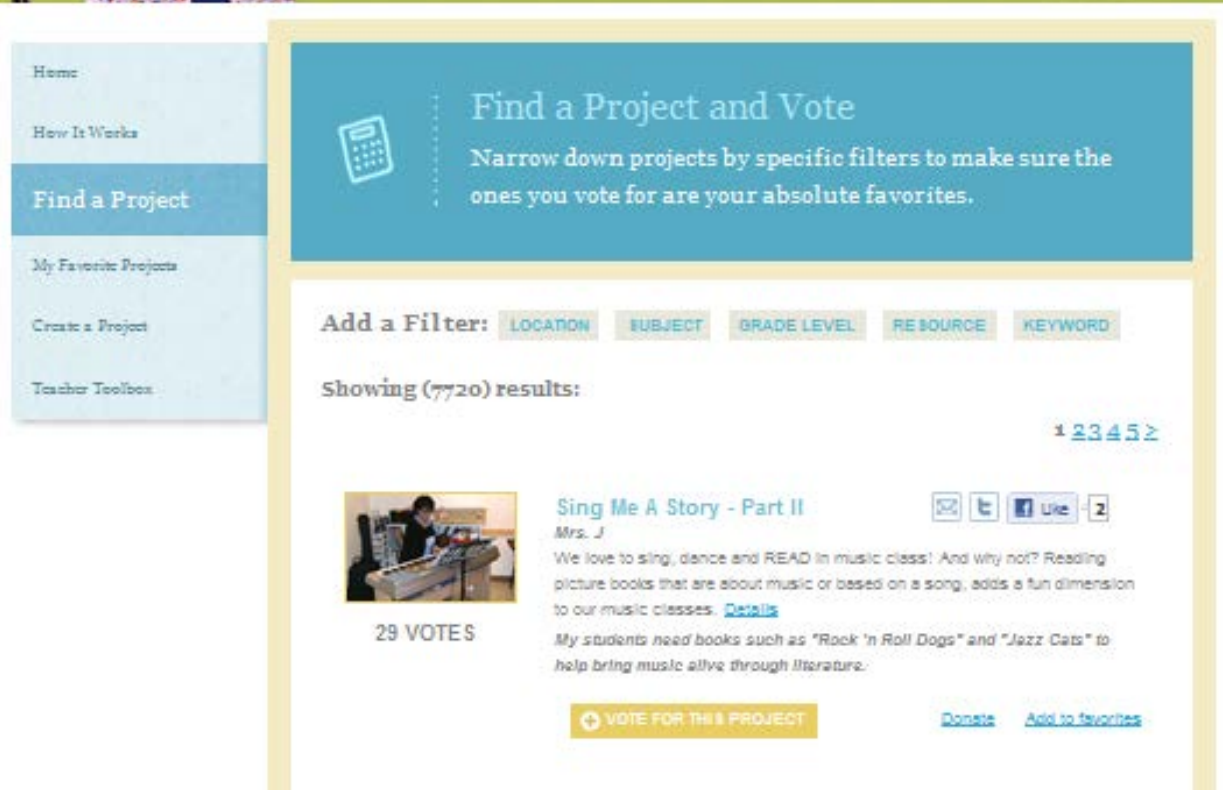 Home
How It Works
Find a Project
My Favorite Projects
Create a Project
Teacher Toolbox
Find a Project and Vote
Narrow down projects by specific filters to make sure the
ones you vote for are your absolute favorites.
Add a Filter: LOCATION SUBJECT GRADE LEVEL RESOURCE KEYWORD
Showing (7720) results:
1 2 3 4 5 >
Sing Me A Story - Part II
Like 2
Mrs. J
We love to sing, dance and READ in music class! And why not? Reading
picture books that are about music or based on a song, adds a fun dimension
to our music classes. Details
29 VOTES
My students need books such as "Rock 'n Roll Dogs" and "Jazz Cats" to
help bring music alive through literature.
VOTE FOR THIS PROJECT Donate Add to favorites